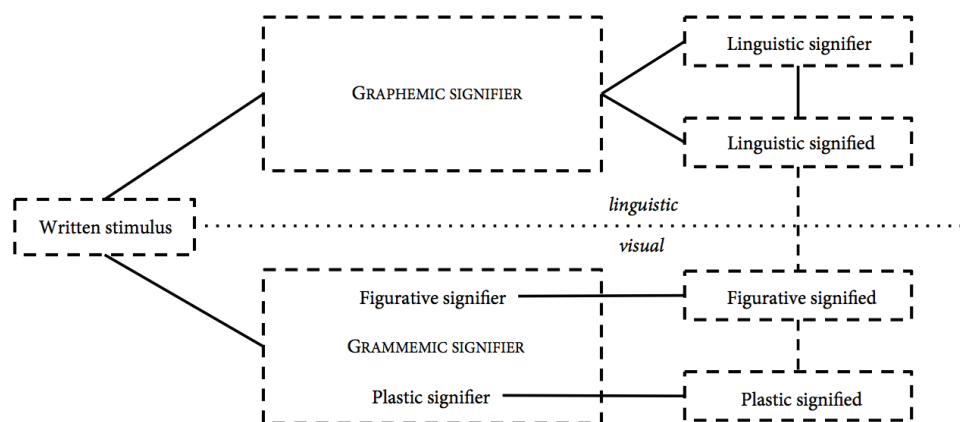 Linguistic signifier
GRAPHEMIC SIGNIFIER
Linguistic signified
linguistic
Written stimulus
visual
Figurative signifier
Figurative signified
GRAMMEMIC SIGNIFIER
Plastic signifier
Plastic signified